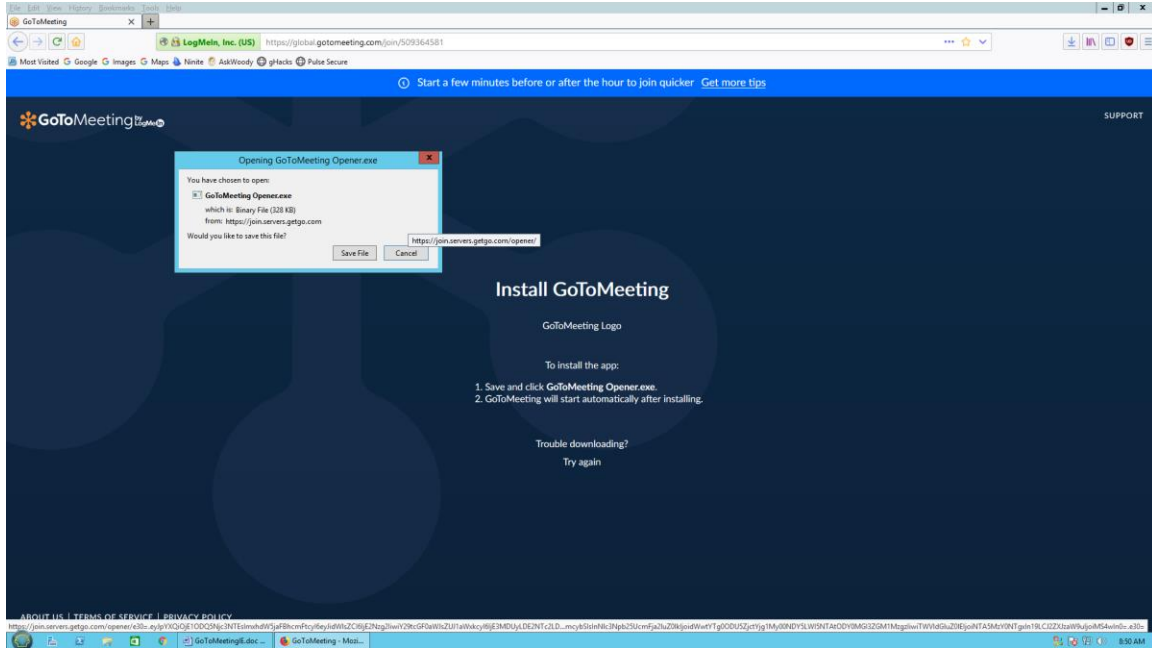 File Edit View History Bookmarks Tools Help
GoToMeeting
LogMeIn, Inc. (US) https://global.gotomeeting.com/join/509364581
Most Visited Google Images Maps Ninite AskWoody gHacks Pulse Secure
Start a few minutes before or after the hour to join quicker Get more tips
GoToMeeting by LogMeIn
SUPPORT
Opening GoToMeeting Opener.exe
You have chosen to open:
GoToMeeting Opener.exe
which is: Binary File (328 KB)
from: https://join.servers.getgo.com
Would you like to save this file?
https://join.servers.getgo.com/opener/
Save File Cancel
Install GoToMeeting
GoToMeeting Logo
To install the app:
1. Save and click GoToMeeting Opener.exe.
2. GoToMeeting will start automatically after installing.
Trouble downloading?
Try again
ABOUT US | TERMS OF SERVICE | PRIVACY POLICY
GoToMeetingIE.doc ... GoToMeeting - Mozi...
8:50 AM